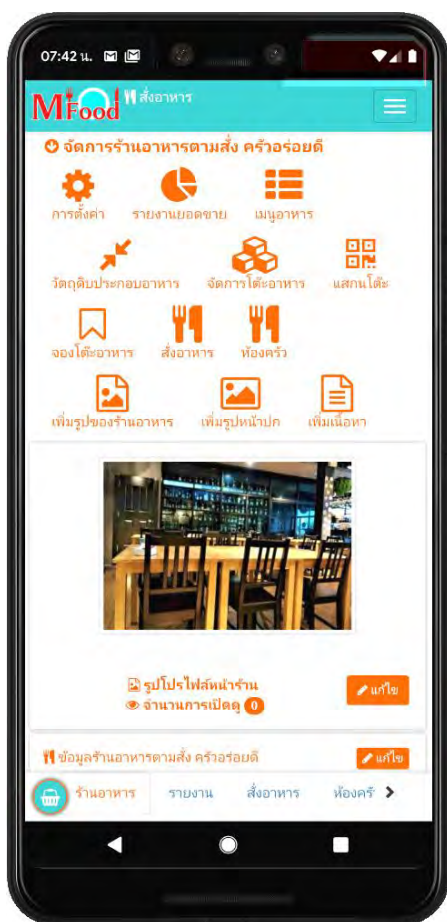 07:42 น.
MFood สั่งอาหาร
จัดการร้านอาหารตามสั่ง ครัวอร่อยดี
การตั้งค่า รายงานยอดขาย เมนูอาหาร
วัตถุดิบประกอบอาหาร จัดการโต๊ะอาหาร แสกนโต๊ะ
จองโต๊ะอาหาร สั่งอาหาร ห้องครัว
เพิ่มรูปของร้านอาหาร เพิ่มรูปหน้าปก เพิ่มเนื้อหา
รูปโปรไฟล์หน้าร้าน
จำนวนการเปิดดู 0
แก้ไข
ข้อมูลร้านอาหารตามสั่ง ครัวอร่อยดี แก้ไข
ร้านอาหาร รายงาน สั่งอาหาร ห้องครั